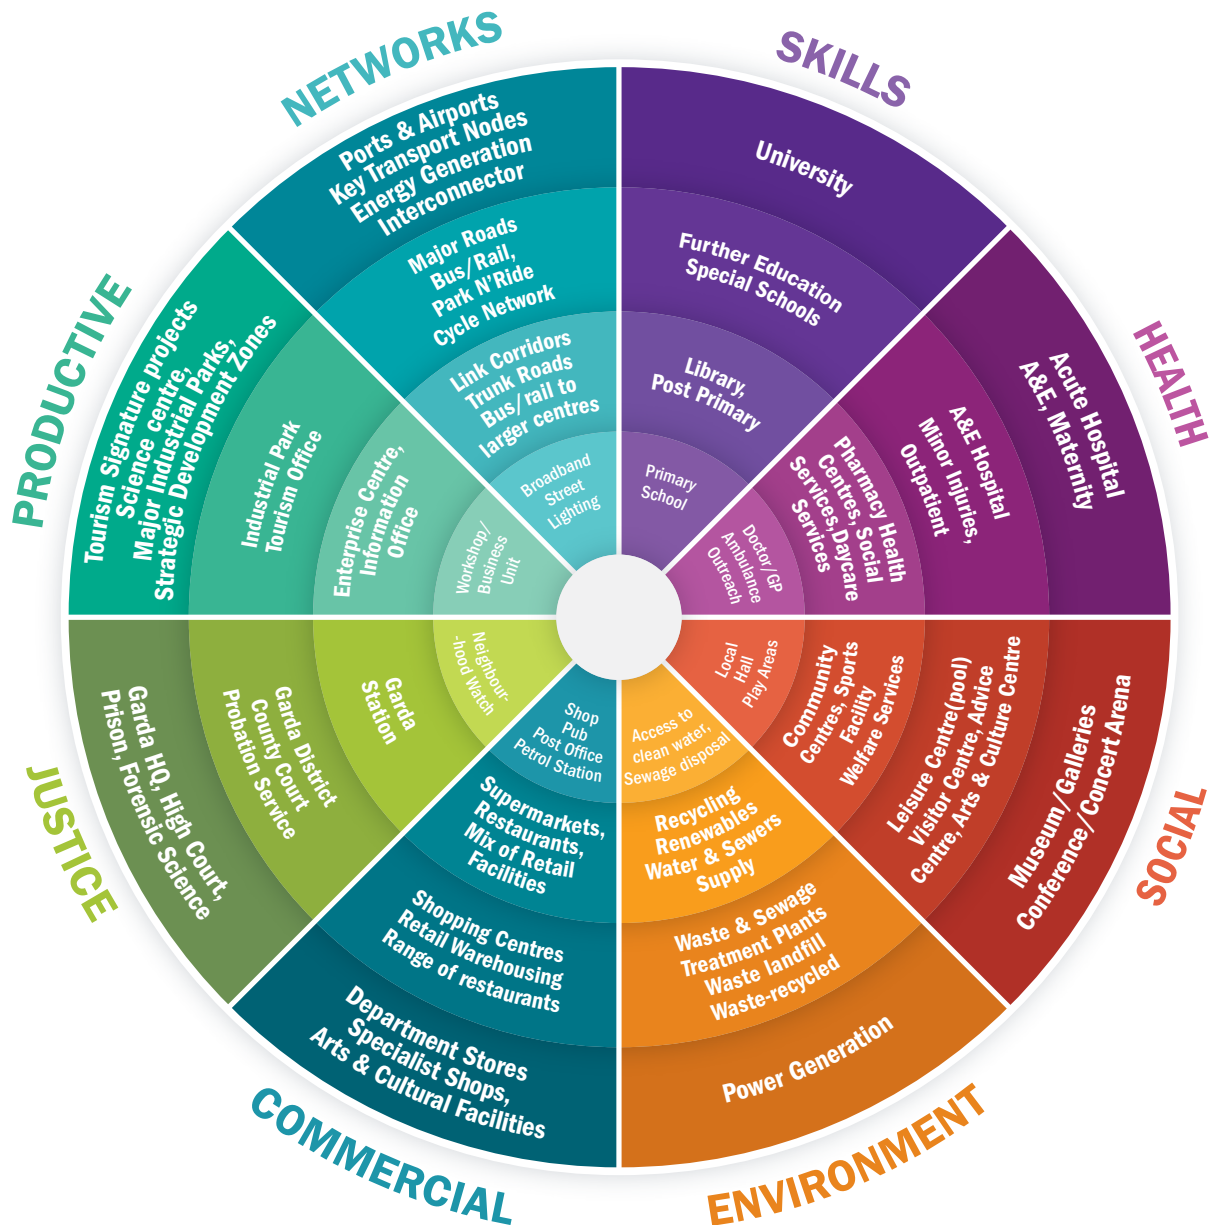 NETWORKS
Ports & Airports
Key Transport Nodes
Energy Generation
Interconnector
Major Roads
Bus/Rail,
Park N'Ride
Cycle Network
Link Corridors
Trunk Roads
Bus/rail to
larger centres
Broadband
Street
Lighting
SKILLS
University
Further Education
Special Schools
Library,
Post Primary
Primary
School
HEALTH
Acute Hospital
A&E, Maternity
A&E Hospital
Minor Injuries,
Outpatient
Pharmacy Health
Centres, Social
Services,Daycare
Services
Doctor/GP
Ambulance
Outreach
SOCIAL
Museum/Galleries
Conference/Concert Arena
Leisure Centre(pool)
Visitor Centre, Advice
Centre, Arts & Culture Centre
Community
Centres, Sports
Facility
Welfare Services
Local
Hall
Play Areas
ENVIRONMENT
Access to
clean water,
Sewage disposal
Recycling
Renewables
Water & Sewers
Supply
Waste & Sewage
Treatment Plants
Waste landfill
Waste-recycled
Power Generation
COMMERCIAL
Shop
Pub
Post Office
Petrol Station
Supermarkets,
Restaurants,
Mix of Retail
Facilities
Shopping Centres
Retail Warehousing
Range of restaurants
Department Stores
Specialist Shops,
Arts & Cultural Facilities
JUSTICE
Neighbour-
-hood Watch
Garda
Station
Garda District
County Court
Probation Service
Garda HQ, High Court,
Prison, Forensic Science
PRODUCTIVE
Tourism Signature projects
Science centre,
Major Industrial Parks,
Strategic Development Zones
Industrial Park
Tourism Office
Enterprise Centre,
Information
Office
Workshop/
Business
Unit